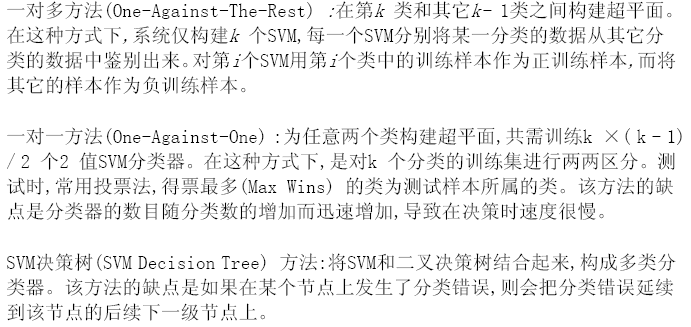 一对多方法(One-Against-The-Rest) :在第k 类和其它k- 1类之间构建超平面。
在这种方式下,系统仅构建k 个SVM,每一个SVM分别将某一分类的数据从其它分
类的数据中鉴别出来。对第i个SVM用第i个类中的训练样本作为正训练样本,而将
其它的样本作为负训练样本。
一对一方法(One-Against-One) :为任意两个类构建超平面,共需训练k ×( k - 1)
/ 2 个2 值SVM分类器。在这种方式下,是对k 个分类的训练集进行两两区分。测
试时,常用投票法,得票最多(Max Wins) 的类为测试样本所属的类。该方法的缺
点是分类器的数目随分类数的增加而迅速增加,导致在决策时速度很慢。
SVM决策树(SVM Decision Tree) 方法:将SVM和二叉决策树结合起来,构成多类分
类器。该方法的缺点是如果在某个节点上发生了分类错误,则会把分类错误延续
到该节点的后续下一级节点上。